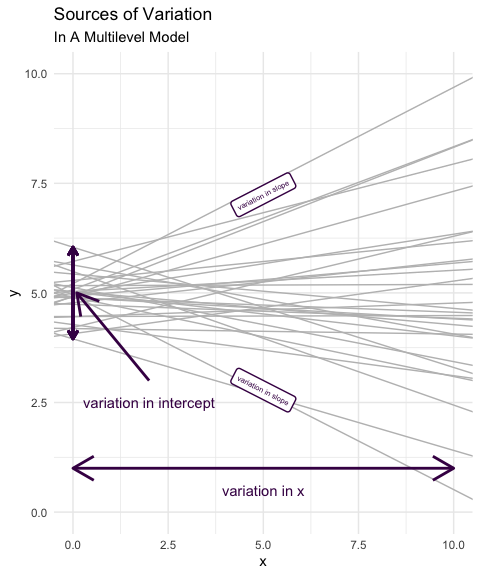 Sources of Variation
In A Multilevel Model
10.0
7.5
5.0
2.5
0.0
y
variation in slope
variation in slope
variation in intercept
variation in x
0.0 2.5 5.0 7.5 10.0
x